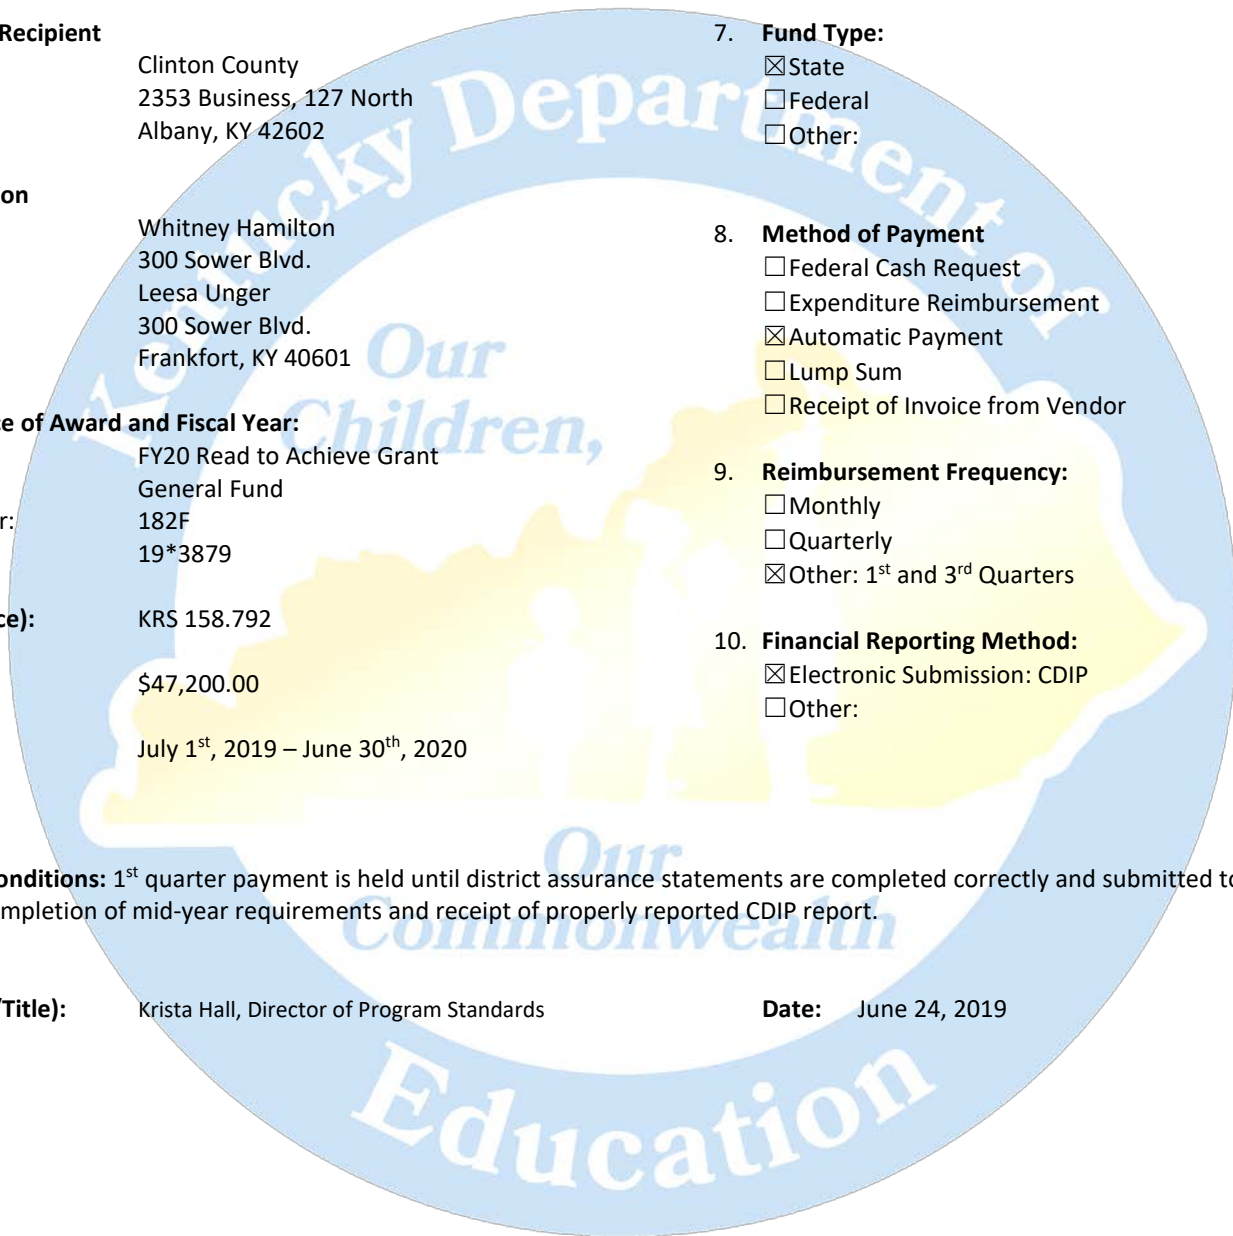 Recipient
Clinton County
2353 Business, 127 North
Albany, KY 42602
on
Whitney Hamilton
300 Sower Blvd.
Leesa Unger
300 Sower Blvd.
Frankfort, KY 40601
e of Award and Fiscal Year:
FY20 Read to Achieve Grant
General Fund
r: 182F
19*3879
ce): KRS 158.792
$47,200.00
July 1st, 2019 – June 30th, 2020
7. Fund Type:
☒State
☐Federal
☐Other:
8. Method of Payment
☐Federal Cash Request
☐Expenditure Reimbursement
☒Automatic Payment
☐Lump Sum
☐Receipt of Invoice from Vendor
9. Reimbursement Frequency:
☐Monthly
☐Quarterly
☒Other: 1st and 3rd Quarters
10. Financial Reporting Method:
☒Electronic Submission: CDIP
☐Other:
onditions: 1st quarter payment is held until district assurance statements are completed correctly and submitted to
mpletion of mid-year requirements and receipt of properly reported CDIP report.
/Title): Krista Hall, Director of Program Standards Date: June 24, 2019
Kentucky Department of
Education
Our
Children,
Our
Commonwealth